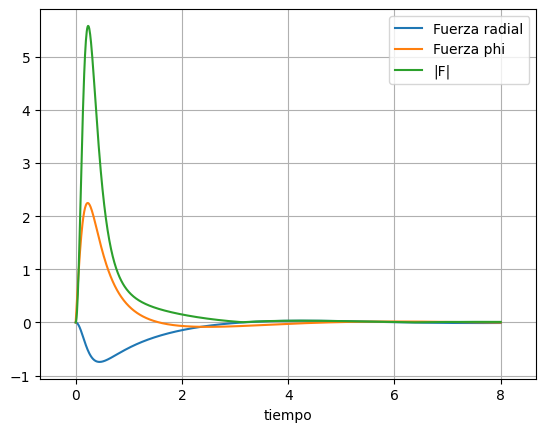 Fuerza radial
Fuerza phi
|F|
5
4
3
2
1
0
−1
0 2 4 6 8
tiempo